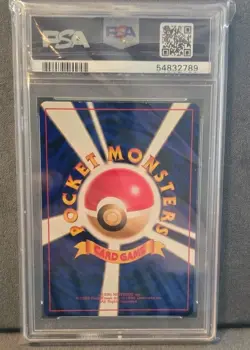 PSA
PSA
54832789
POCKET MONSTERS
CARD GAME